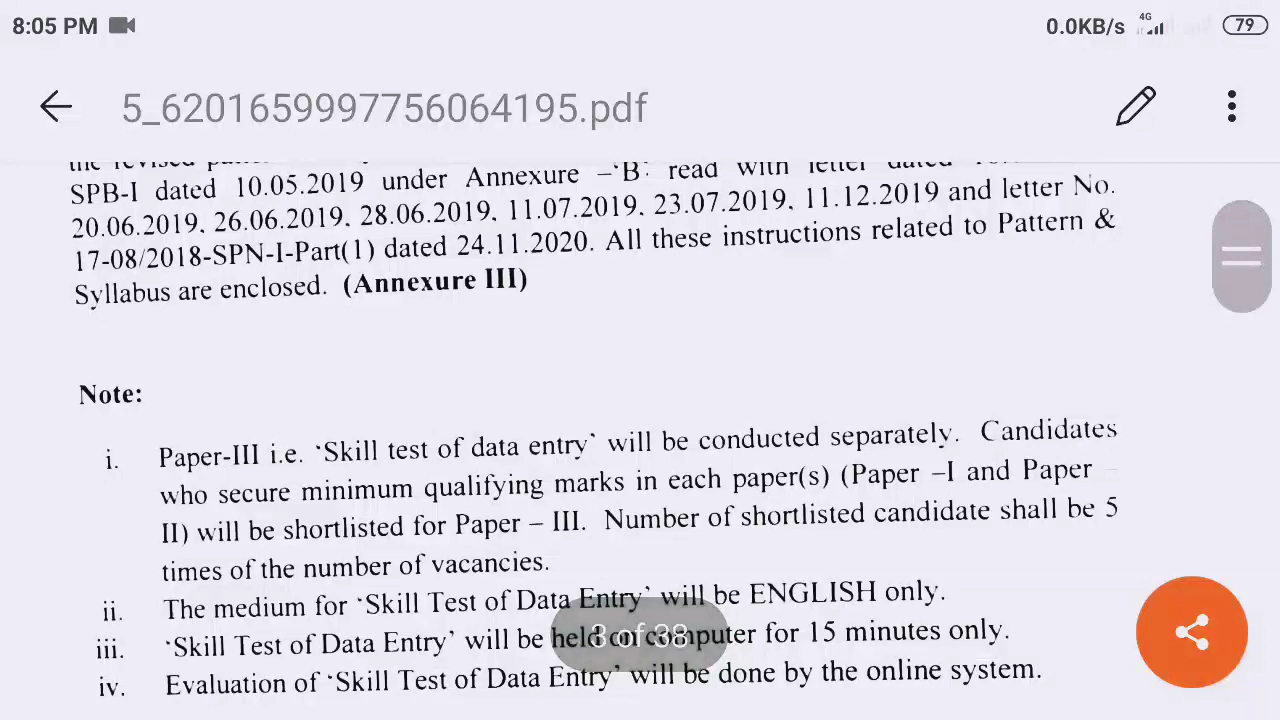 8:05 PM 0.0KB/s 4G 79
5_6201659997756064195.pdf
the revised
SPB-I dated 10.05.2019 under Annexure –‘B’ read with letter dated
20.06.2019, 26.06.2019, 28.06.2019, 11.07.2019, 23.07.2019, 11.12.2019 and letter No.
17-08/2018-SPN-I-Part(1) dated 24.11.2020. All these instructions related to Pattern &
Syllabus are enclosed. (Annexure III)
Note:
i. Paper-III i.e. ‘Skill test of data entry’ will be conducted separately. Candidates
who secure minimum qualifying marks in each paper(s) (Paper –I and Paper –
II) will be shortlisted for Paper – III. Number of shortlisted candidate shall be 5
times of the number of vacancies.
ii. The medium for ‘Skill Test of Data Entry’ will be ENGLISH only.
iii. ‘Skill Test of Data Entry’ will be held on computer for 15 minutes only.
3 of 38
iv. Evaluation of ‘Skill Test of Data Entry’ will be done by the online system.